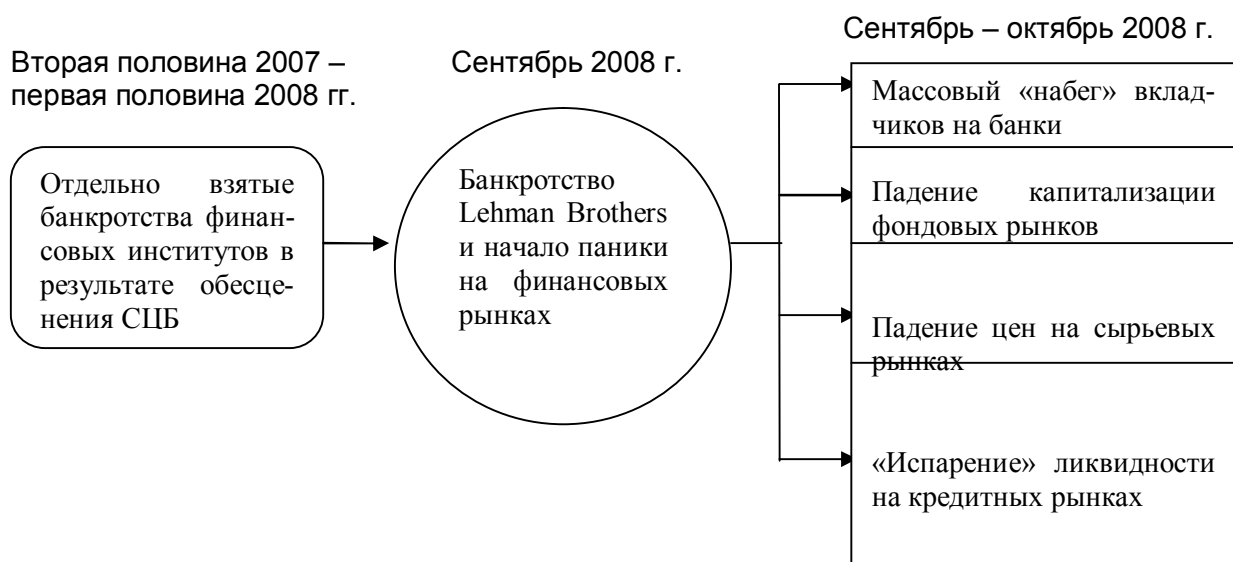 Вторая половина 2007 –
первая половина 2008 гг.
Отдельно взятые
банкротства финан-
совых институтов в
результате обесце-
нения СЦБ
Сентябрь 2008 г.
Банкротство
Lehman Brothers
и начало паники
на финансовых
рынках
Сентябрь – октябрь 2008 г.
Массовый «набег» вклад-
чиков на банки
Падение капитализации
фондовых рынков
Падение цен на сырьевых
рынках
«Испарение» ликвидности
на кредитных рынках